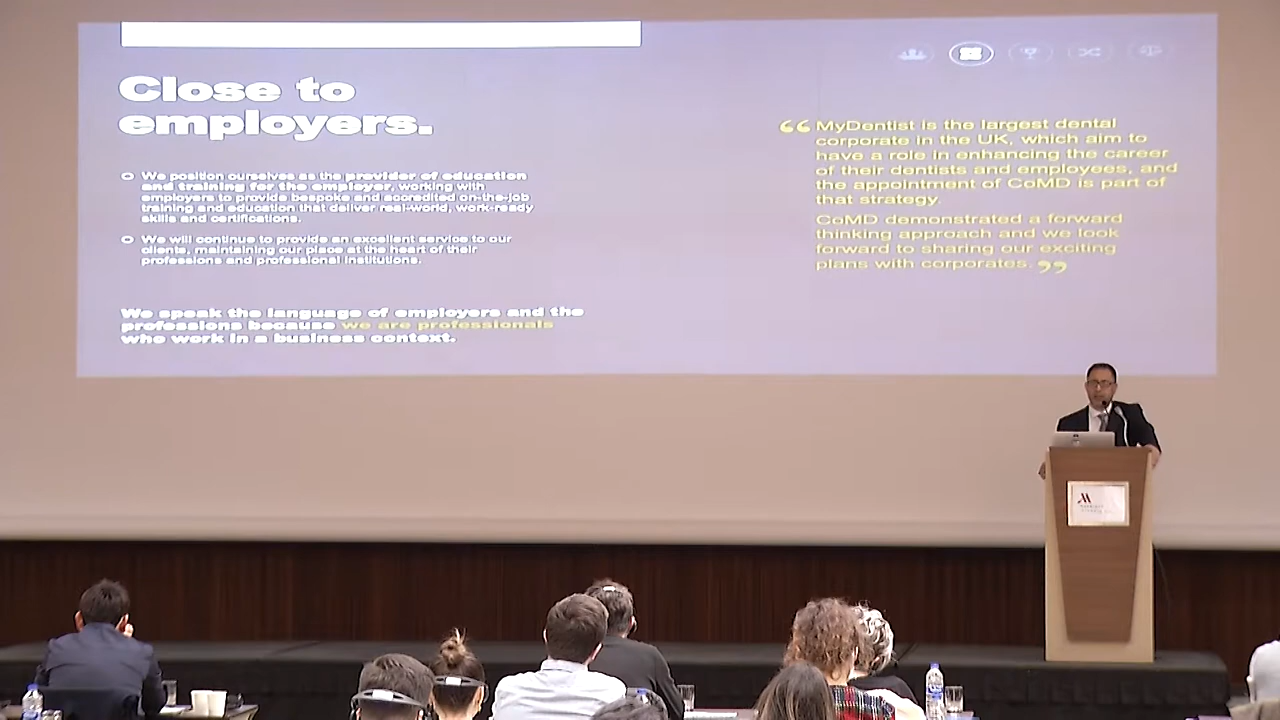 Close to
employers.
We position ourselves as the provider of education
and training for the employer, working with
employers to provide bespoke and accredited on-the-job
training and education that deliver real-world, work-ready
skills and certifications.
We will continue to provide an excellent service to our
clients, maintaining our place at the heart of their
professions and professional institutions.
We speak the language of employers and the
professions because we are professionals
who work in a business context.
“ MyDentist is the largest dental
corporate in the UK, which aim to
have a role in enhancing the career
of their dentists and employees, and
the appointment of CoMD is part of
that strategy.
CoMD demonstrated a forward
thinking approach and we look
forward to sharing our exciting
plans with corporates. ”